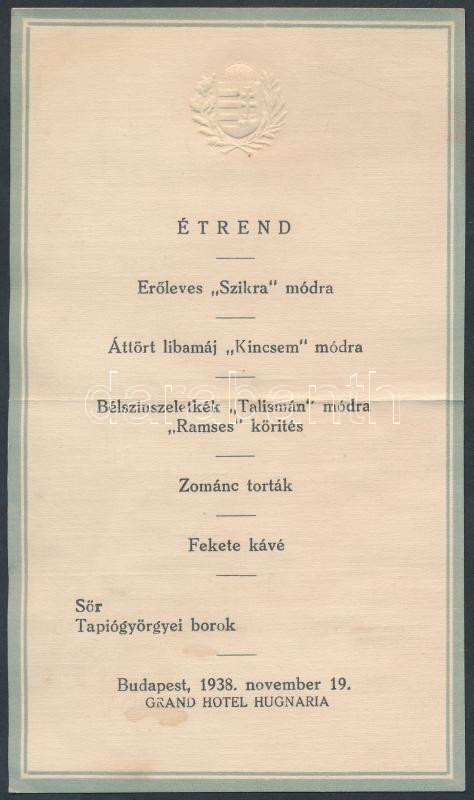 ÉTREND
Erőleves „Szikra" módra
Áttört libamáj „Kincsem" módra
darabanth
Bélszinszeletkék „Talismán" módra
„Ramses" körités
Zománc torták
Fekete kávé
Sör
Tapiógyörgyei borok
Budapest, 1938. november 19.
GRAND HOTEL HUGNARIA